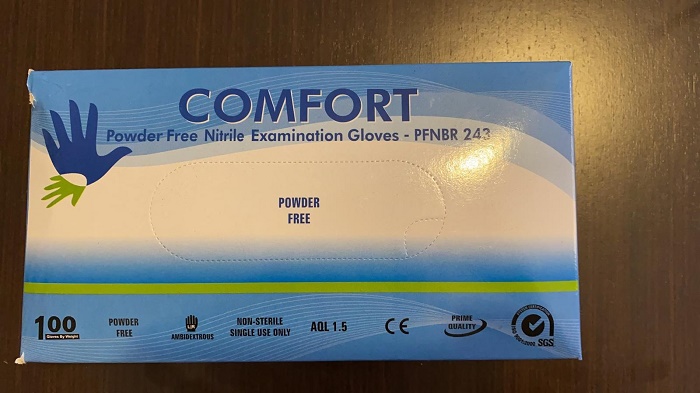 COMFORT
Powder Free Nitrile Examination Gloves - PFNBR 243
POWDER
FREE
100
Gloves By Weight
POWDER
FREE
L/R
AMBIDEXTROUS
NON-STERILE
SINGLE USE ONLY
AQL 1.5
CE
PRIME
QUALITY
SGS